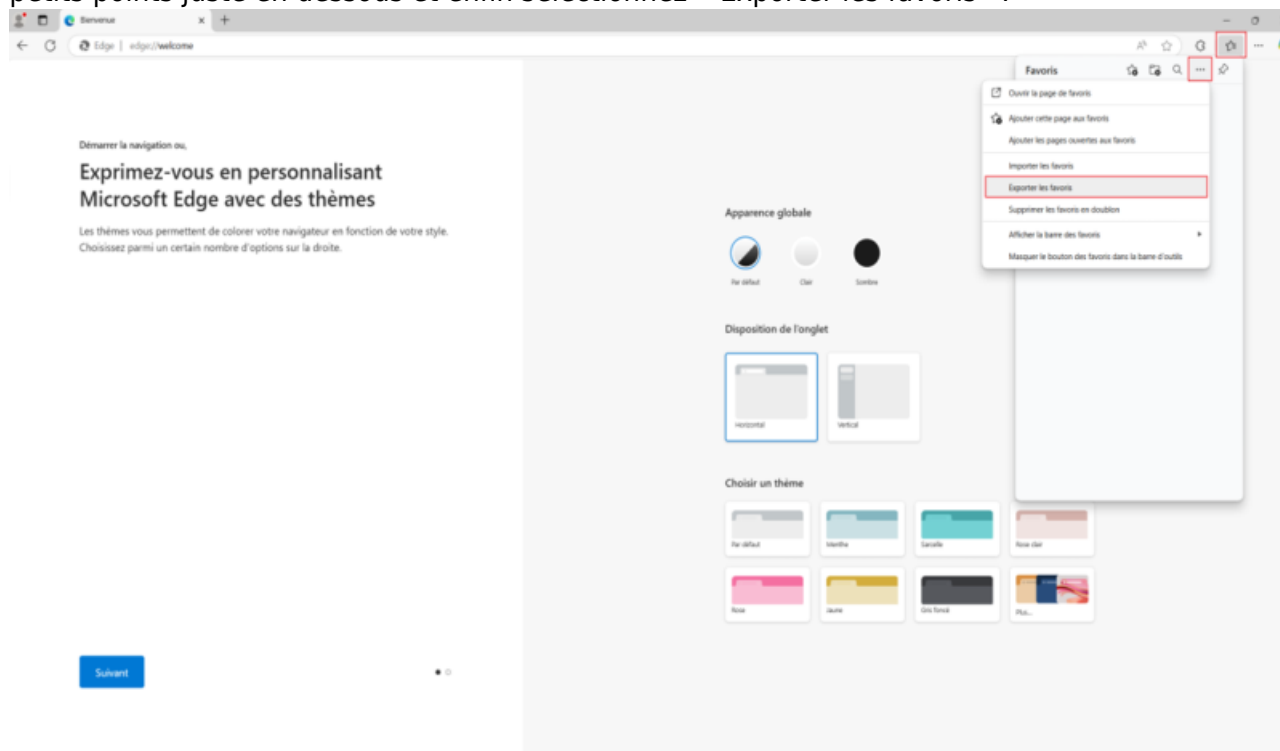 petits points juste en dessous et enfin sélectionnez « Exporter les favoris ».
Bienvenue
Edge | edge://welcome
Favoris
Ouvrir la page de favoris
Ajouter cette page aux favoris
Ajouter les pages ouvertes aux favoris
Importer les favoris
Exporter les favoris
Supprimer les favoris en doublon
Afficher la barre des favoris
Masquer le bouton des favoris dans la barre d'outils
Démarrer la navigation ou,
Exprimez-vous en personnalisant
Microsoft Edge avec des thèmes
Les thèmes vous permettent de colorer votre navigateur en fonction de votre style.
Choisissez parmi un certain nombre d'options sur la droite.
Apparence globale
Par défaut
Clair
Sombre
Disposition de l'onglet
Horizontal
Vertical
Choisir un thème
Par défaut
Menthe
Sarcelle
Rose clair
Rose
Jaune
Gris foncé
Plus...
Suivant